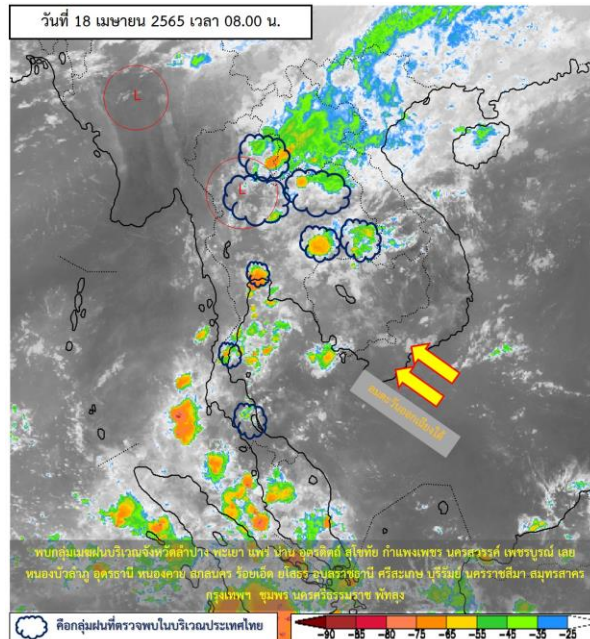 วันที่ 18 เมษายน 2565 เวลา 08.00 น.
L
L
ลมตะวันออกเฉียงใต้
พบกลุ่มเมฆฝนบริเวณจังหวัดลำปาง พะเยา แพร่ น่าน อุตรดิตถ์ สุโขทัย กำแพงเพชร นครสวรรค์ เพชรบูรณ์ เลย
หนองบัวลำภู อุดรธานี หนองคาย สกลนคร ร้อยเอ็ด ยโสธร อุบลราชธานี ศรีสะเกษ บุรีรัมย์ นครราชสีมา สมุทรสาคร
กรุงเทพฯ ชุมพร นครศรีธรรมราช พัทลุง
คือกลุ่มฝนที่ตรวจพบในบริเวณประเทศไทย
-90 -85 -80 -75 -65 -55 -45 -35 -25